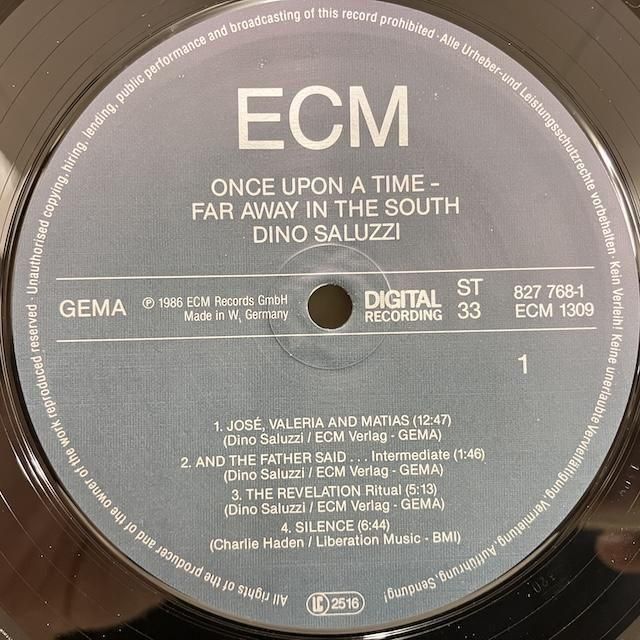 Unauthorised copying, hiring, lending, public performance and broadcasting of this record prohibited · Alle Urheber-und Leistungsschutzrechte vorbehalten · Kein Verleih! Keine unerlaubte Vervielfältigung, Vermietung, Aufführung, Sendung!
ECM
ONCE UPON A TIME –
FAR AWAY IN THE SOUTH
DINO SALUZZI
GEMA
℗ 1986 ECM Records GmbH
Made in W, Germany
DIGITAL
RECORDING
ST
33
827 768-1
ECM 1309
1
1. JOSÉ, VALERIA AND MATIAS (12:47)
(Dino Saluzzi / ECM Verlag - GEMA)
2. AND THE FATHER SAID . . . Intermediate (1:46)
(Dino Saluzzi / ECM Verlag - GEMA)
3. THE REVELATION Ritual (5:13)
(Dino Saluzzi / ECM Verlag - GEMA)
4. SILENCE (6:44)
(Charlie Haden / Liberation Music - BMI)
All rights of the producer and of the owner of the work reproduced reserved ·
LC 2516